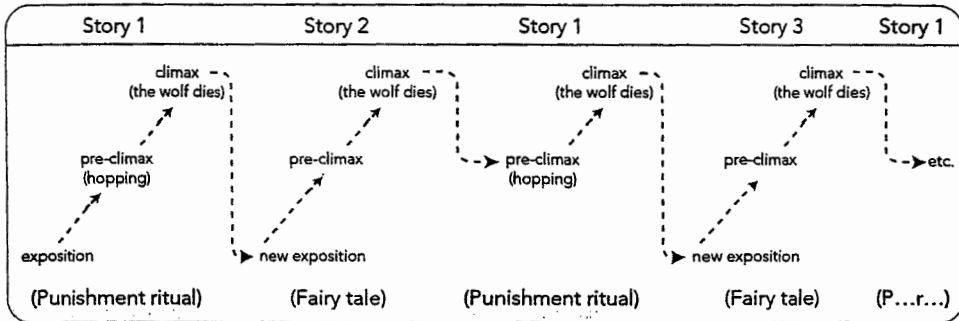 Story 1 Story 2 Story 1 Story 3 Story 1
climax climax climax climax
(the wolf dies) (the wolf dies) (the wolf dies) (the wolf dies)
pre-climax pre-climax pre-climax pre-climax etc.
(hopping) (hopping)
exposition new exposition new exposition
(Punishment ritual) (Fairy tale) (Punishment ritual) (Fairy tale) (P...r...)